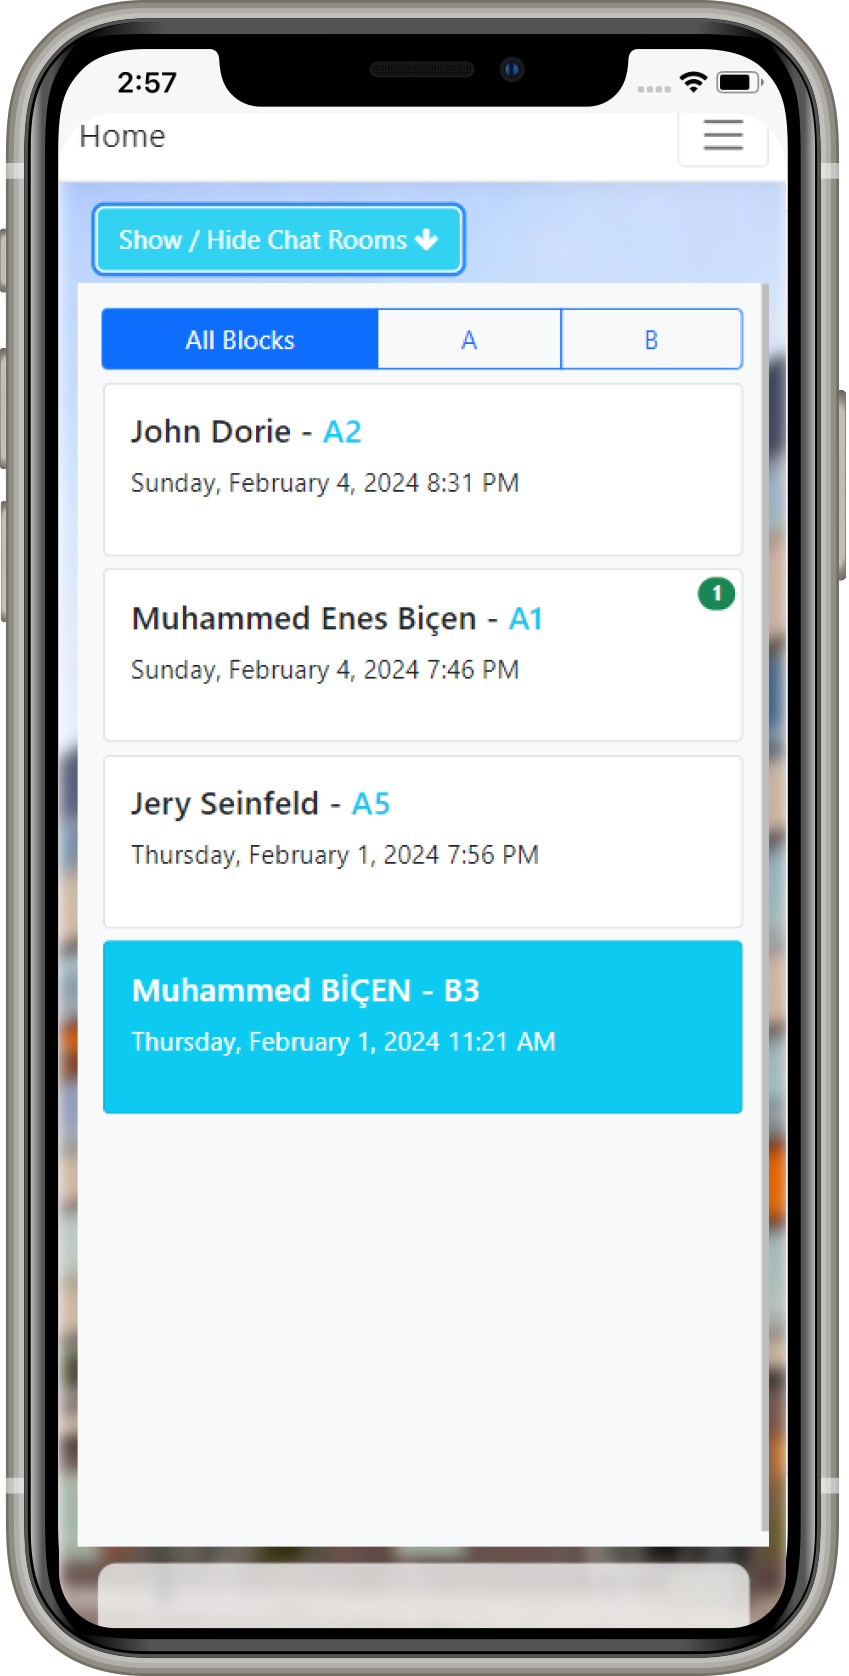 2:57
Home
Show / Hide Chat Rooms
All Blocks A B
John Dorie - A2
Sunday, February 4, 2024 8:31 PM
1
Muhammed Enes Biçen - A1
Sunday, February 4, 2024 7:46 PM
Jery Seinfeld - A5
Thursday, February 1, 2024 7:56 PM
Muhammed BİÇEN - B3
Thursday, February 1, 2024 11:21 AM